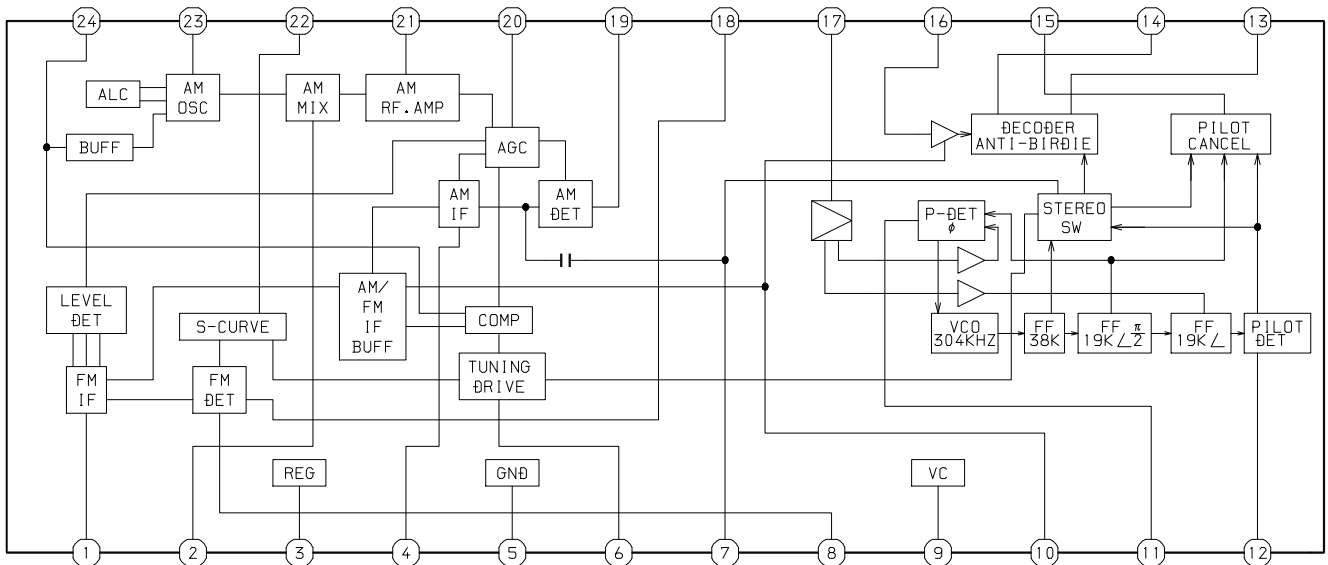 24 23 22 21 20 19 18 17 16 15 14 13
ALC
AM
OSC
AM
MIX
AM
RF.AMP
BUFF
AGC
DECODER
ANTI-BIRDIE
PILOT
CANCEL
AM
IF
AM
DET
P-DET
φ
STEREO
SW
LEVEL
DET
S-CURVE
AM/
FM
IF
BUFF
COMP
VCO
304KHZ
FF
38K
FF
19K∠π/2
FF
19K∠
PILOT
DET
FM
IF
FM
DET
TUNING
DRIVE
REG
GND
VC
1 2 3 4 5 6 7 8 9 10 11 12